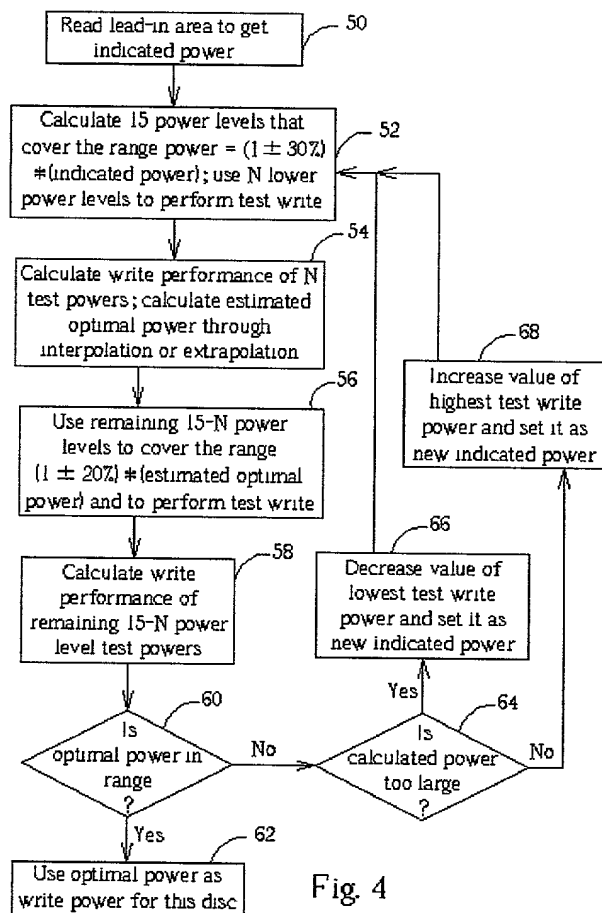 Read lead-in area to get
indicated power
50
Calculate 15 power levels that
cover the range power = (1 ± 30%)
*(indicated power); use N lower
power levels to perform test write
52
Calculate write performance of N
test powers; calculate estimated
optimal power through
interpolation or extrapolation
54
Use remaining 15-N power
levels to cover the range
(1 ± 20%) *(estimated optimal
power) and to perform test write
56
Calculate write
performance of
remaining 15-N power
level test powers
58
Is
optimal power in
range
?
60
No
Yes
Use optimal power as
write power for this disc
62
Is
calculated power
too large
?
64
Yes
No
Decrease value of
lowest test write
power and set it as
new indicated power
66
Increase value of
highest test write
power and set it as
new indicated power
68
Fig. 4